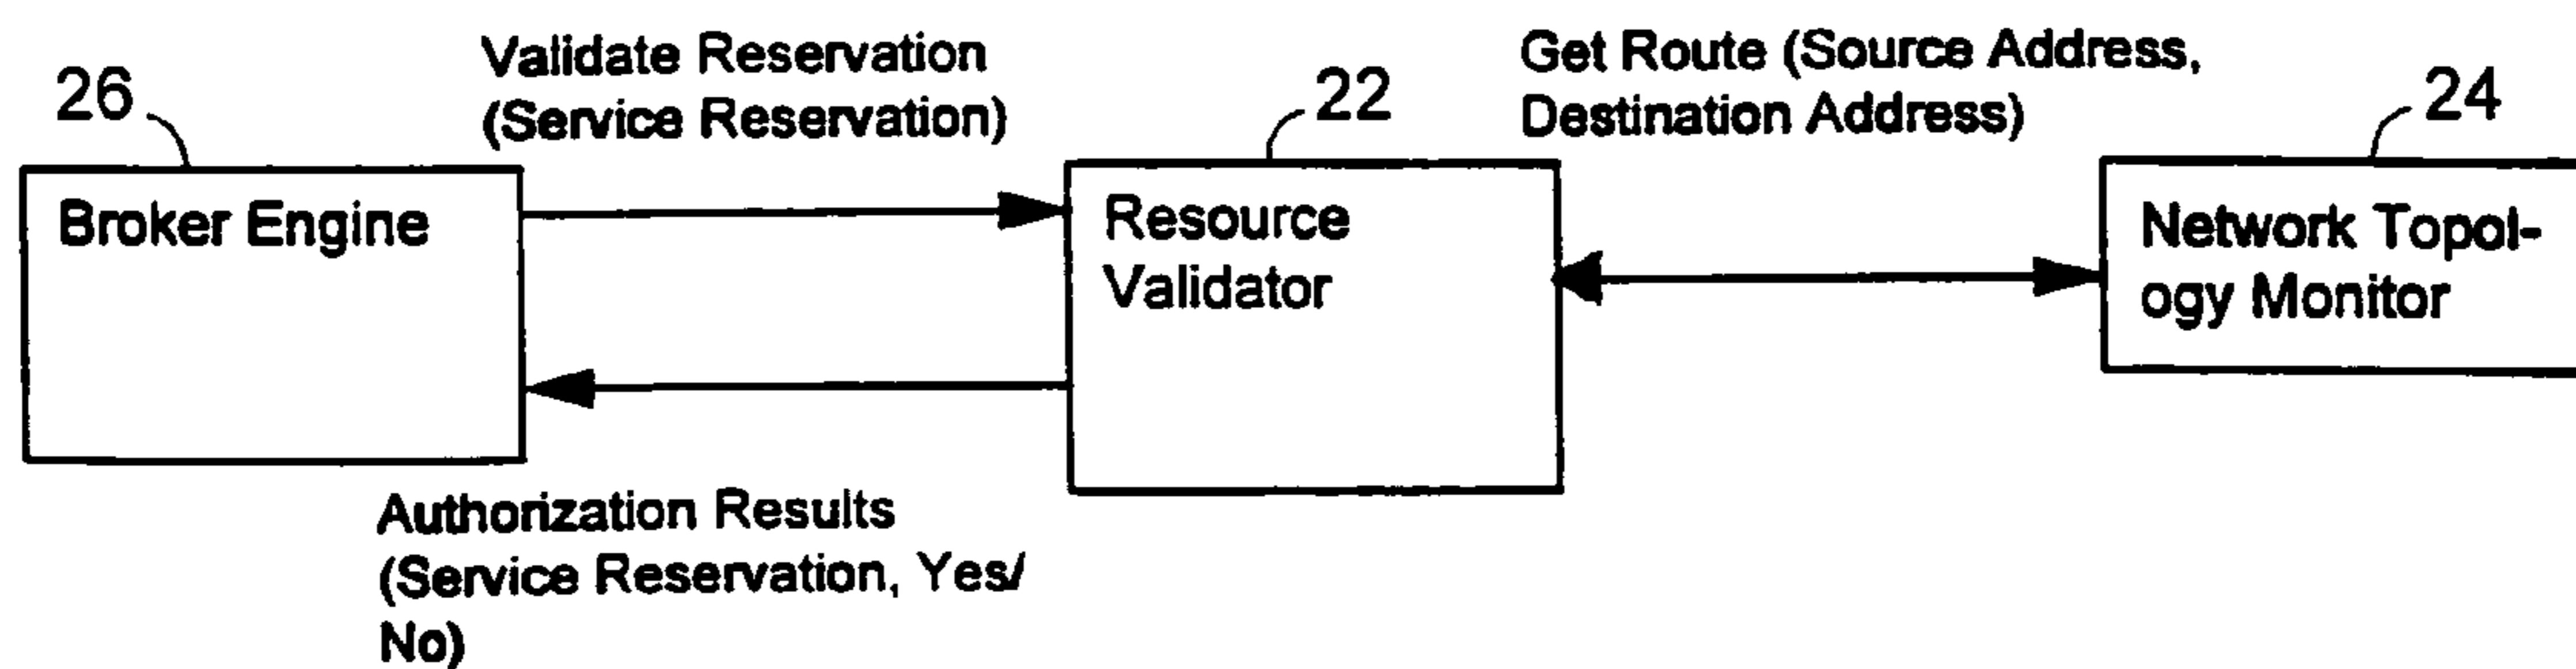 26
Validate Reservation
(Service Reservation)
22
Get Route (Source Address,
Destination Address)
24
Broker Engine
Resource
Validator
Network Topol-
ogy Monitor
Authorization Results
(Service Reservation, Yes/
No)